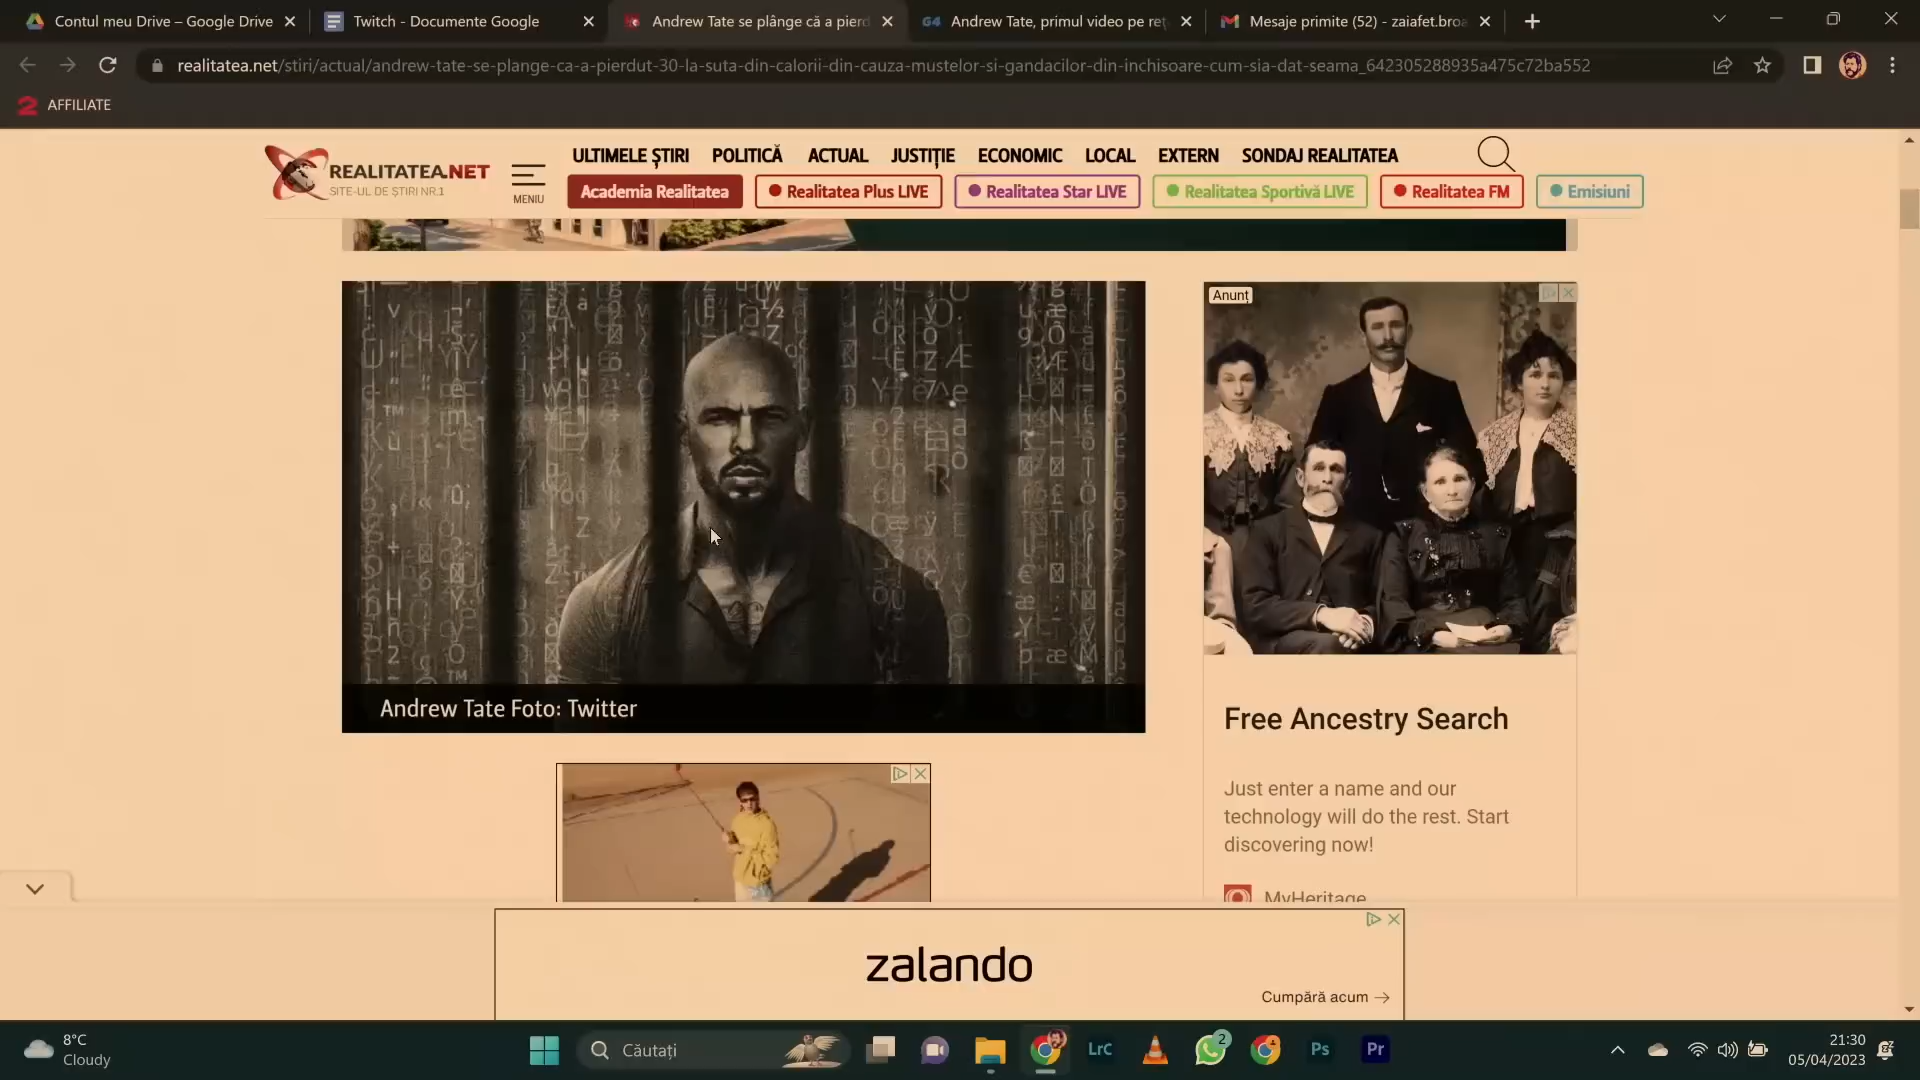 Contul meu Drive – Google Drive
Twitch - Documente Google
Andrew Tate se plânge că a pierd
G4 Andrew Tate, primul video pe reț
Mesaje primite (52) - zaiafet.broa
realitatea.net/stiri/actual/andrew-tate-se-plange-ca-a-pierdut-30-la-suta-din-calorii-din-cauza-mustelor-si-gandacilor-din-inchisoare-cum-sia-dat-seama_642305288935a475c72ba552
2 AFFILIATE
REALITATEA.NET
SITE-UL DE ȘTIRI NR.1
MENIU
ULTIMELE ȘTIRI POLITICĂ ACTUAL JUSTIȚIE ECONOMIC LOCAL EXTERN SONDAJ REALITATEA
Academia Realitatea Realitatea Plus LIVE Realitatea Star LIVE Realitatea Sportivă LIVE Realitatea FM Emisiuni
Andrew Tate Foto: Twitter
Anunț
Free Ancestry Search
Just enter a name and our
technology will do the rest. Start
discovering now!
MyHeritage
zalando
Cumpără acum →
8°C
Cloudy
Căutați
LrC
2
Ps
Pr
21:30
05/04/2023